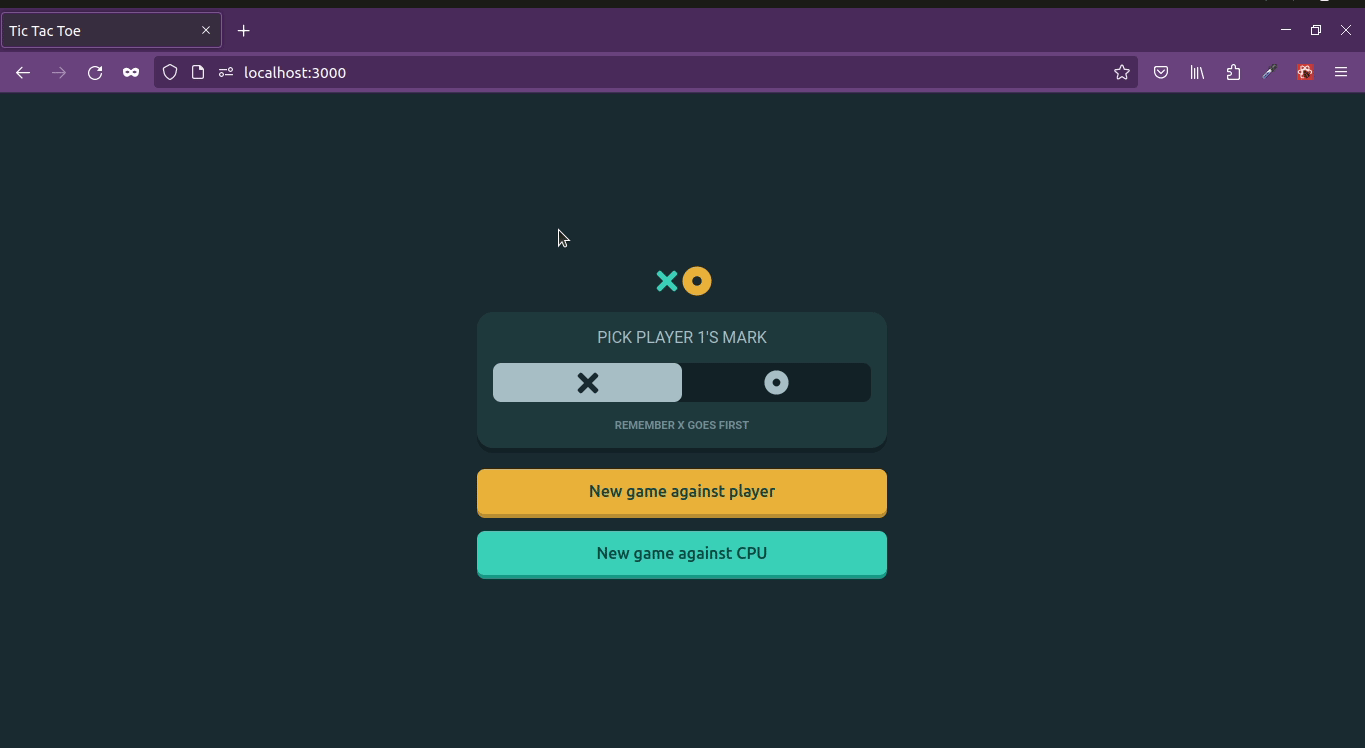 Tic Tac Toe
localhost:3000
PICK PLAYER 1'S MARK
REMEMBER X GOES FIRST
New game against player
New game against CPU